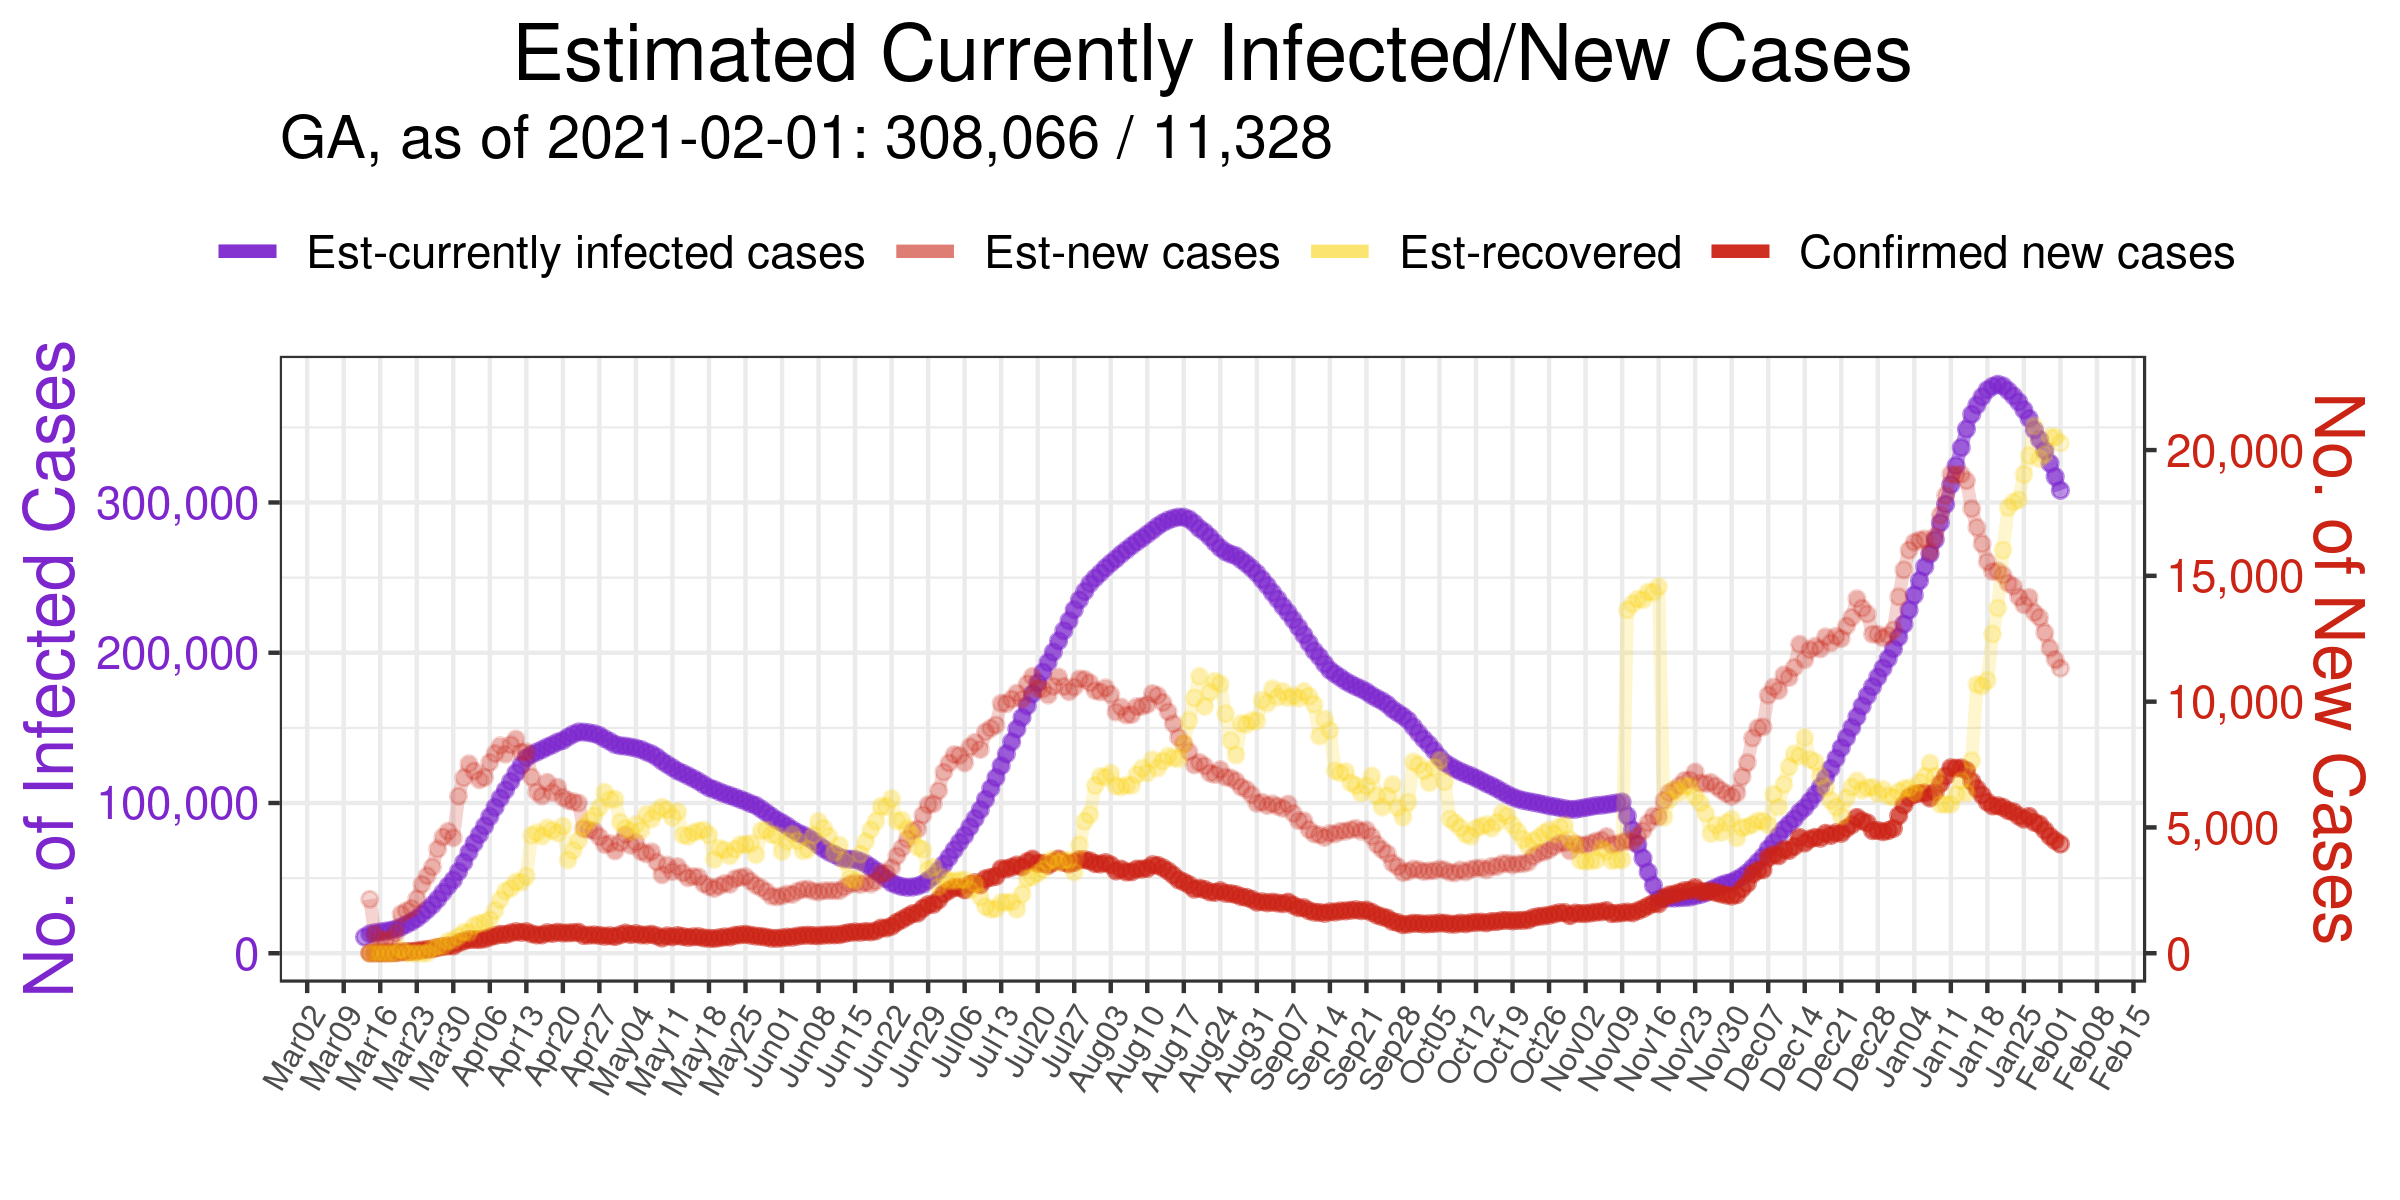 Estimated Currently Infected/New Cases
GA, as of 2021-02-01: 308,066 / 11,328
Est-currently infected cases
Est-new cases
Est-recovered
Confirmed new cases
No. of Infected Cases
300,000
200,000
100,000
0
20,000
15,000
10,000
5,000
0
No. of New Cases
Mar02
Mar09
Mar16
Mar23
Mar30
Apr06
Apr13
Apr20
Apr27
May04
May11
May18
May25
Jun01
Jun08
Jun15
Jun22
Jun29
Jul06
Jul13
Jul20
Jul27
Aug03
Aug10
Aug17
Aug24
Aug31
Sep07
Sep14
Sep21
Sep28
Oct05
Oct12
Oct19
Oct26
Nov02
Nov09
Nov16
Nov23
Nov30
Dec07
Dec14
Dec21
Dec28
Jan04
Jan11
Jan18
Jan25
Feb01
Feb08
Feb15